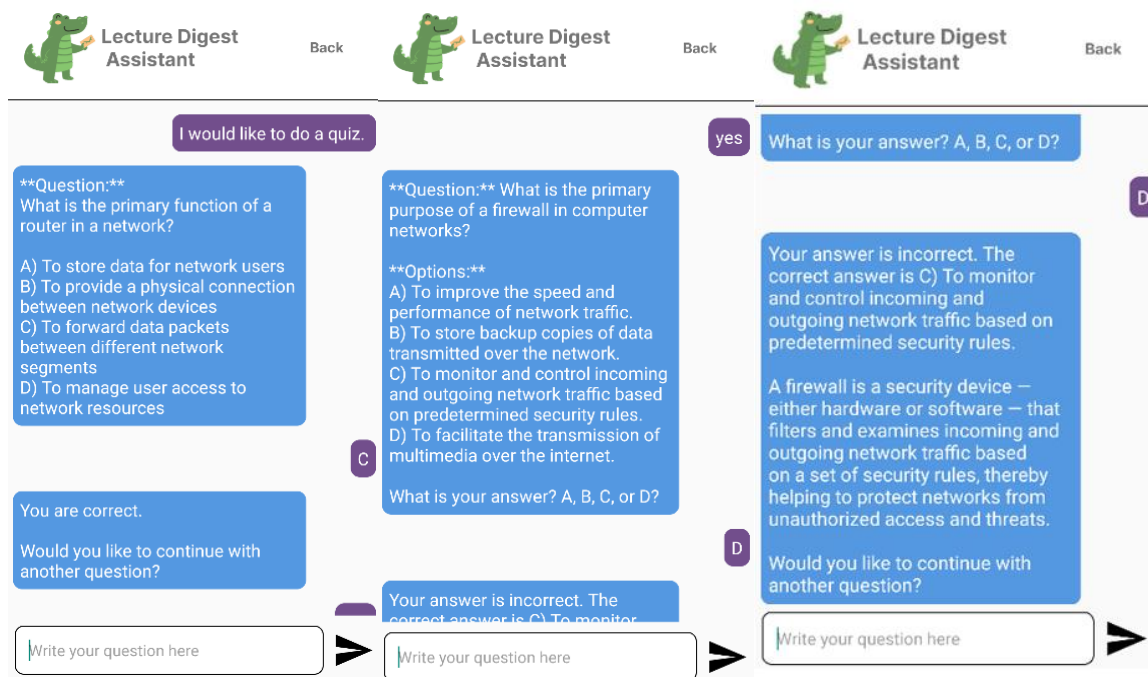 Lecture Digest
Assistant
Back
I would like to do a quiz.
**Question:**
What is the primary function of a
router in a network?
A) To store data for network users
B) To provide a physical connection
between network devices
C) To forward data packets
between different network
segments
D) To manage user access to
network resources
C
You are correct.
Would you like to continue with
another question?
Write your question here
Lecture Digest
Assistant
Back
yes
**Question:** What is the primary
purpose of a firewall in computer
networks?
**Options:**
A) To improve the speed and
performance of network traffic.
B) To store backup copies of data
transmitted over the network.
C) To monitor and control incoming
and outgoing network traffic based
on predetermined security rules.
D) To facilitate the transmission of
multimedia over the internet.
What is your answer? A, B, C, or D?
D
Your answer is incorrect. The
correct answer is C) To monitor
Write your question here
Lecture Digest
Assistant
Back
What is your answer? A, B, C, or D?
D
Your answer is incorrect. The
correct answer is C) To monitor
and control incoming and
outgoing network traffic based on
predetermined security rules.
A firewall is a security device —
either hardware or software — that
filters and examines incoming and
outgoing network traffic based
on a set of security rules, thereby
helping to protect networks from
unauthorized access and threats.
Would you like to continue with
another question?
Write your question here